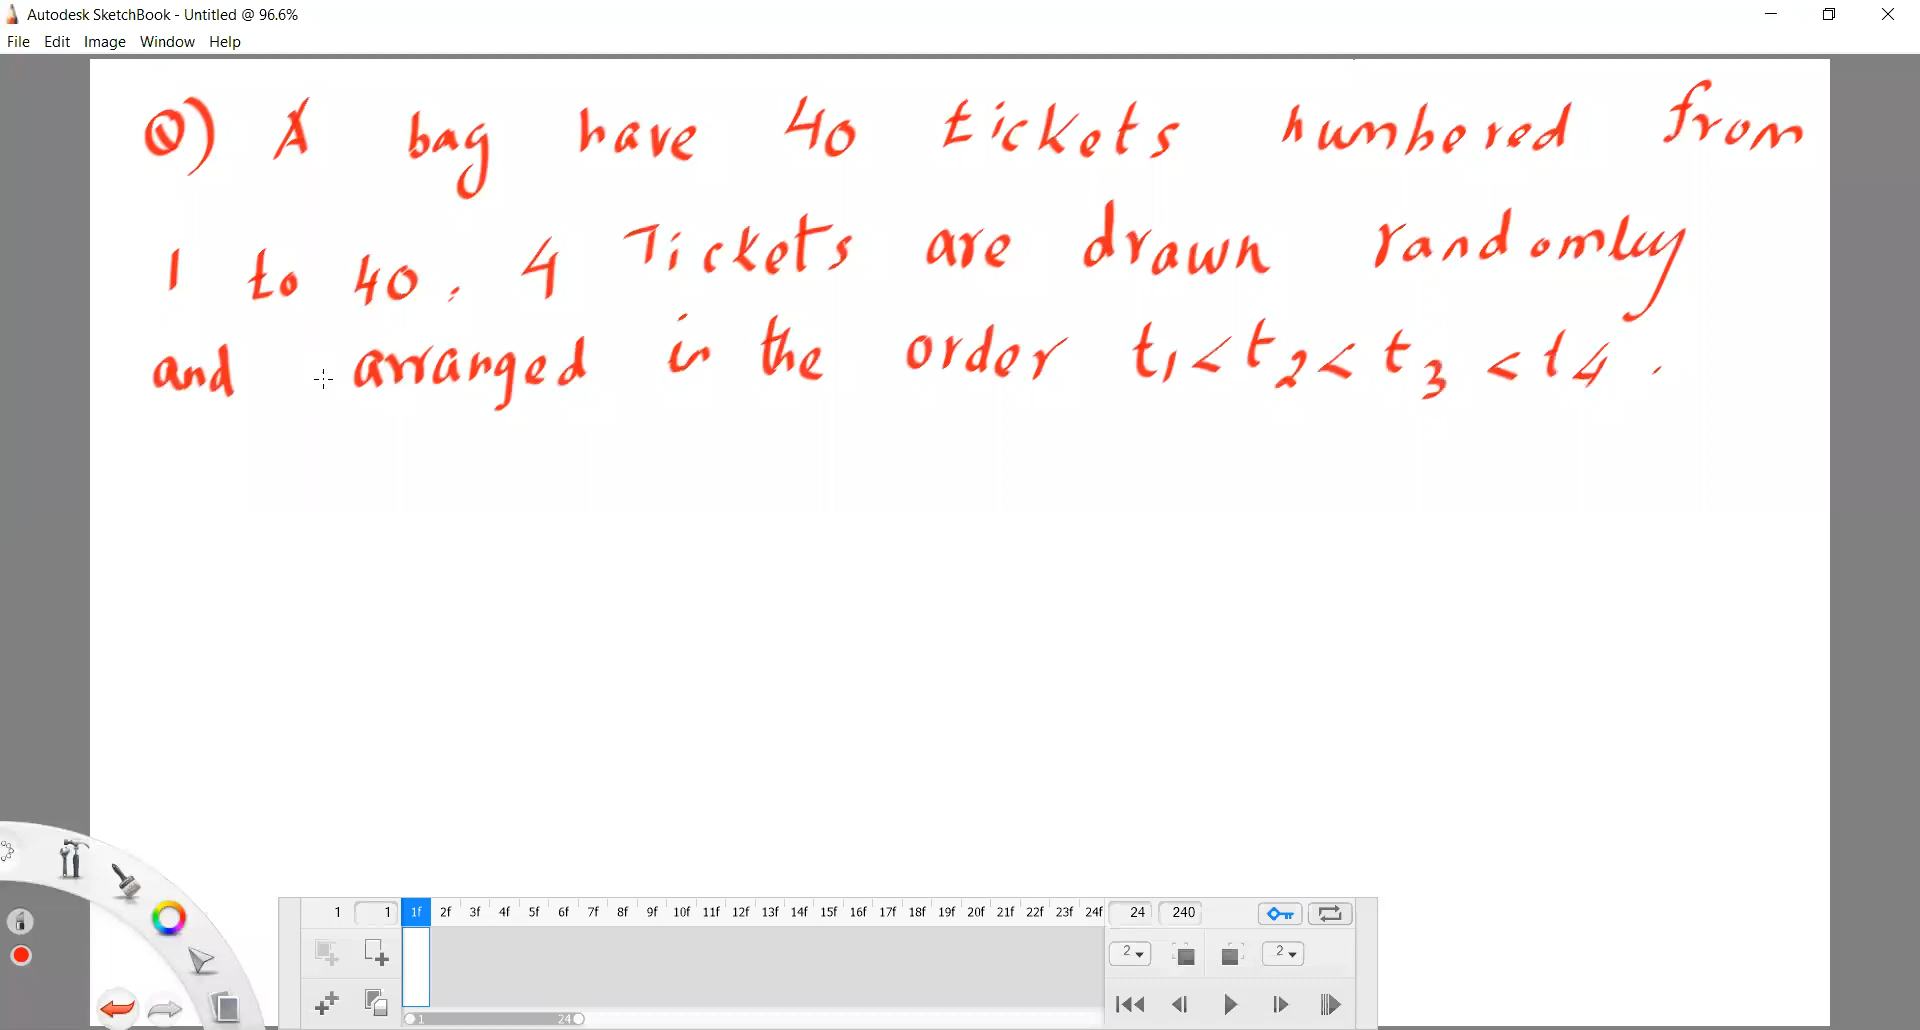 Autodesk SketchBook - Untitled @ 96.6%
File Edit Image Window Help
Q) A bag have 40 tickets numbered from
1 to 40. 4 Tickets are drawn randomly
and arranged in the order t1<t2<t3<t4.
1 1 1f 2f 3f 4f 5f 6f 7f 8f 9f 10f 11f 12f 13f 14f 15f 16f 17f 18f 19f 20f 21f 22f 23f 24f 24 240
2 2
1 24